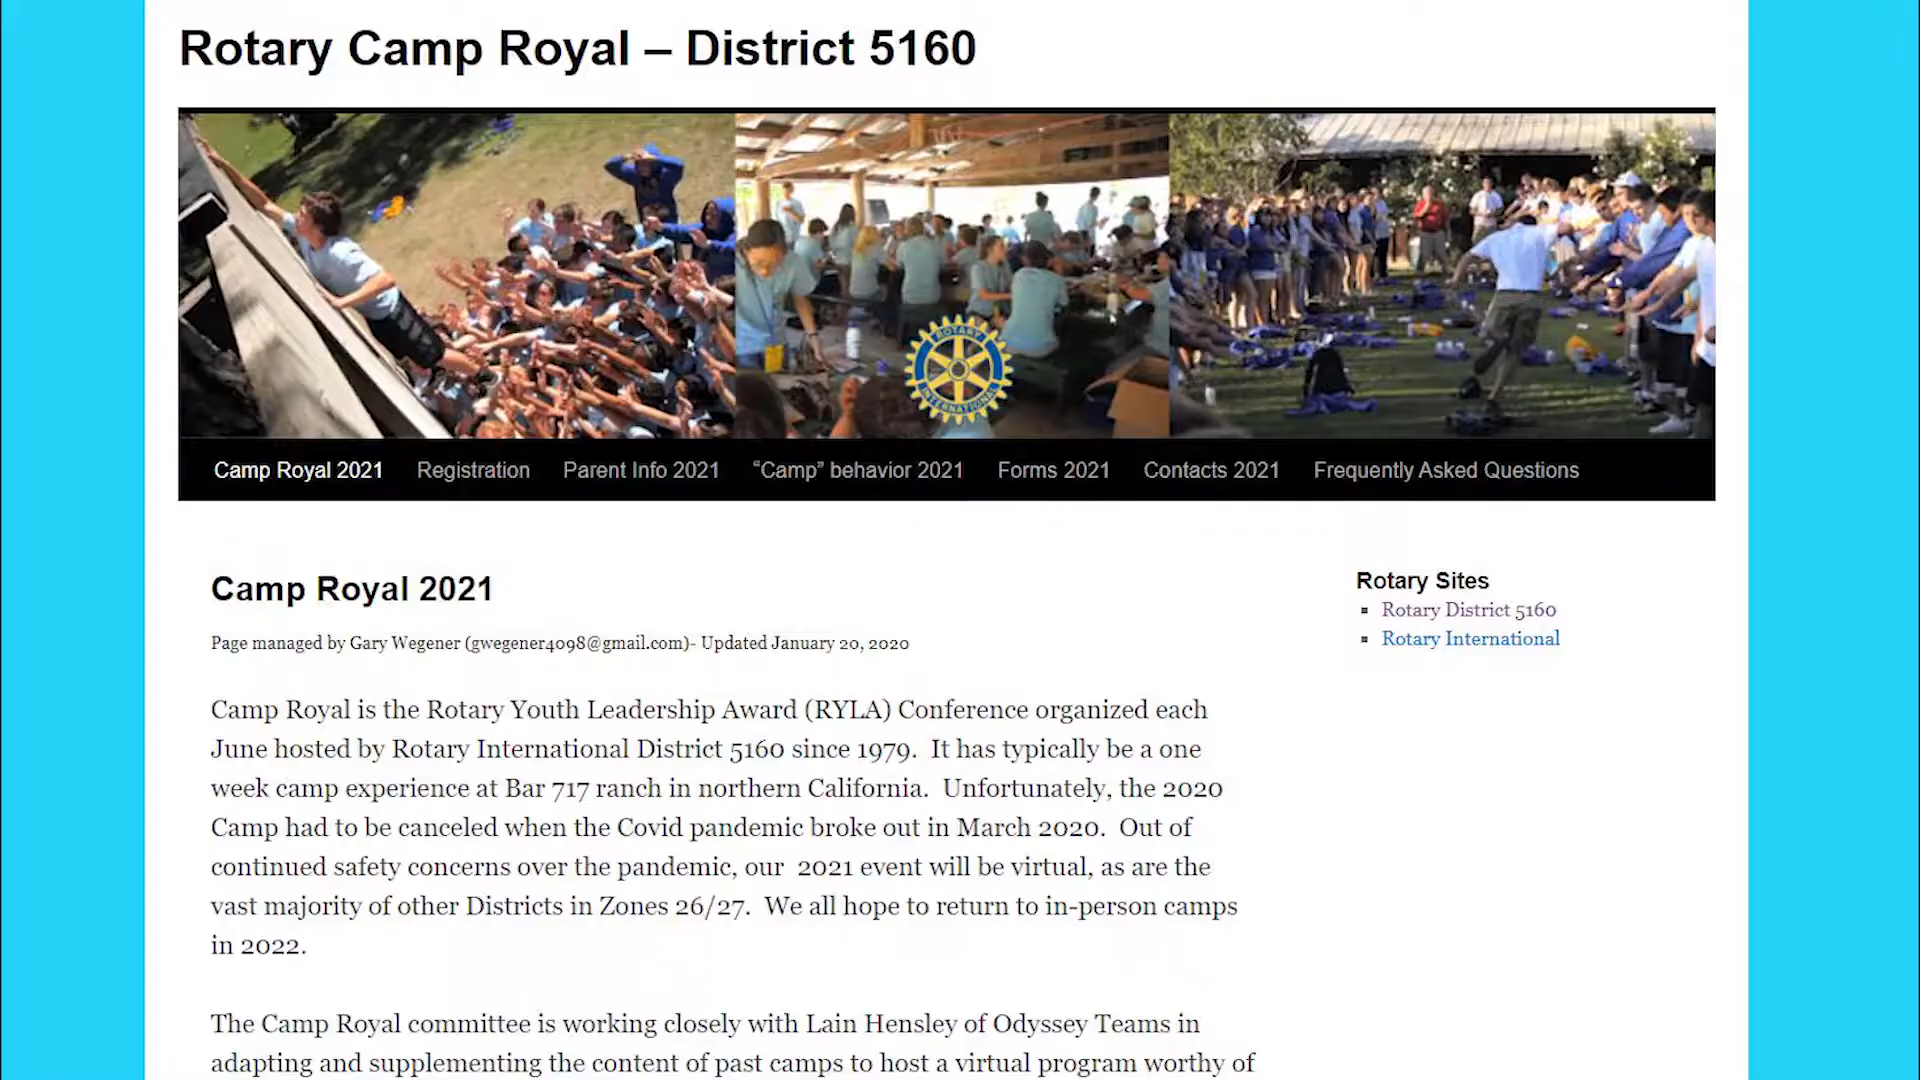 Rotary Camp Royal – District 5160
ROTARY
INTERNATIONAL
Camp Royal 2021 Registration Parent Info 2021 “Camp” behavior 2021 Forms 2021 Contacts 2021 Frequently Asked Questions
Camp Royal 2021
Page managed by Gary Wegener (gwegener4098@gmail.com)- Updated January 20, 2020
Camp Royal is the Rotary Youth Leadership Award (RYLA) Conference organized each
June hosted by Rotary International District 5160 since 1979. It has typically be a one
week camp experience at Bar 717 ranch in northern California. Unfortunately, the 2020
Camp had to be canceled when the Covid pandemic broke out in March 2020. Out of
continued safety concerns over the pandemic, our 2021 event will be virtual, as are the
vast majority of other Districts in Zones 26/27. We all hope to return to in-person camps
in 2022.
The Camp Royal committee is working closely with Lain Hensley of Odyssey Teams in
adapting and supplementing the content of past camps to host a virtual program worthy of
Rotary Sites
Rotary District 5160
Rotary International